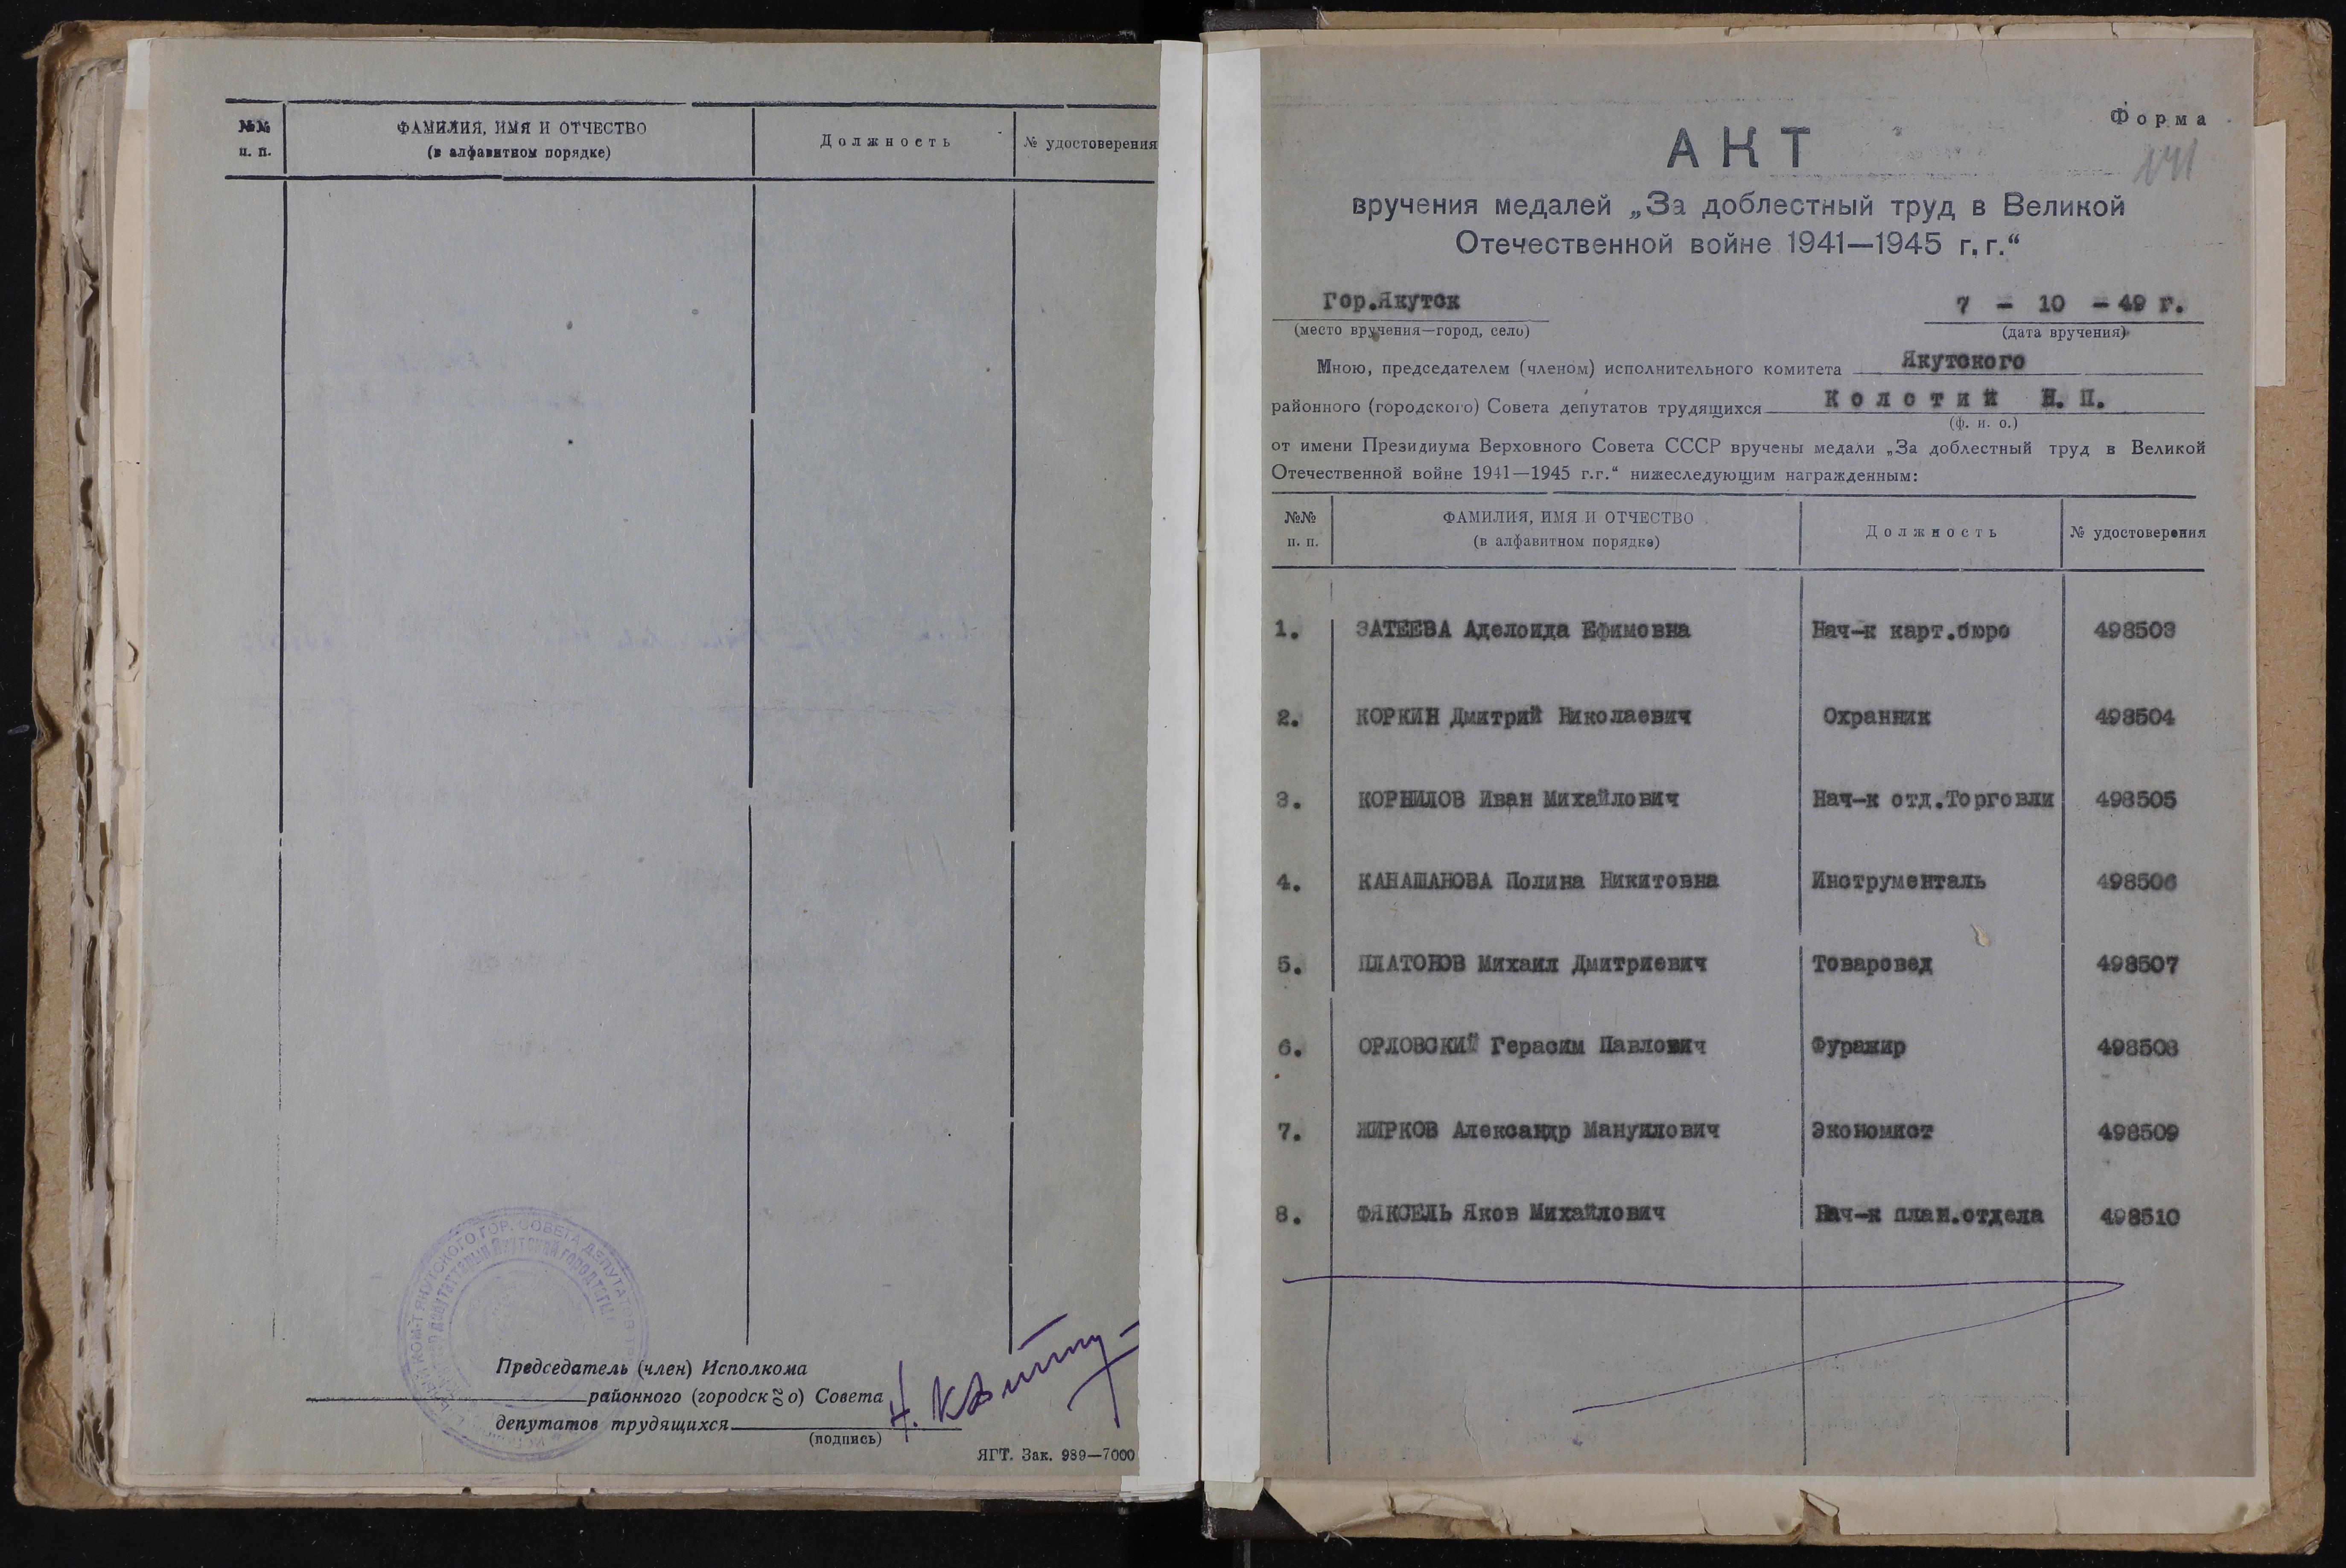 №№
п. п.
ФАМИЛИЯ, ИМЯ И ОТЧЕСТВО
(в алфавитном порядке)
Должность
№ удостоверения
Председатель (член) Исполкома
районного (городского) Совета
депутатов трудящихся
(подпись)
ЯГТ. Зак. 989—7000
Форма
241
АКТ
вручения медалей „За доблестный труд в Великой
Отечественной войне 1941—1945 г.г.“
Гор.Якутск
7 - 10 - 49 г.
(место вручения—город, село)
(дата вручения)
Мною, председателем (членом) исполнительного комитета Якутского
районного (городского) Совета депутатов трудящихся Колотий Н. П.
(ф. и. о.)
от имени Президиума Верховного Совета СССР вручены медали „За доблестный труд в Великой
Отечественной войне 1941—1945 г.г.“ нижеследующим награжденным:
№№
п. п.
ФАМИЛИЯ, ИМЯ И ОТЧЕСТВО
(в алфавитном порядке)
Должность
№ удостоверения
1. ЗАТЕЕВА Аделоида Ефимовна Нач-к карт.бюро 498503
2. КОРКИН Дмитрий Николаевич Охранник 498504
3. КОРНИЛОВ Иван Михайлович Нач-к отд.Торговли 498505
4. КАНАШАНОВА Полина Никитовна Инструменталь 498506
5. ПЛАТОНОВ Михаил Дмитриевич Товаровед 498507
6. ОРЛОВСКИЙ Герасим Павлович Фуражир 498508
7. ЖИРКОВ Александр Мануилович Экономист 498509
8. ФЯКСЕЛЬ Яков Михайлович Нач-к план.отдела 498510